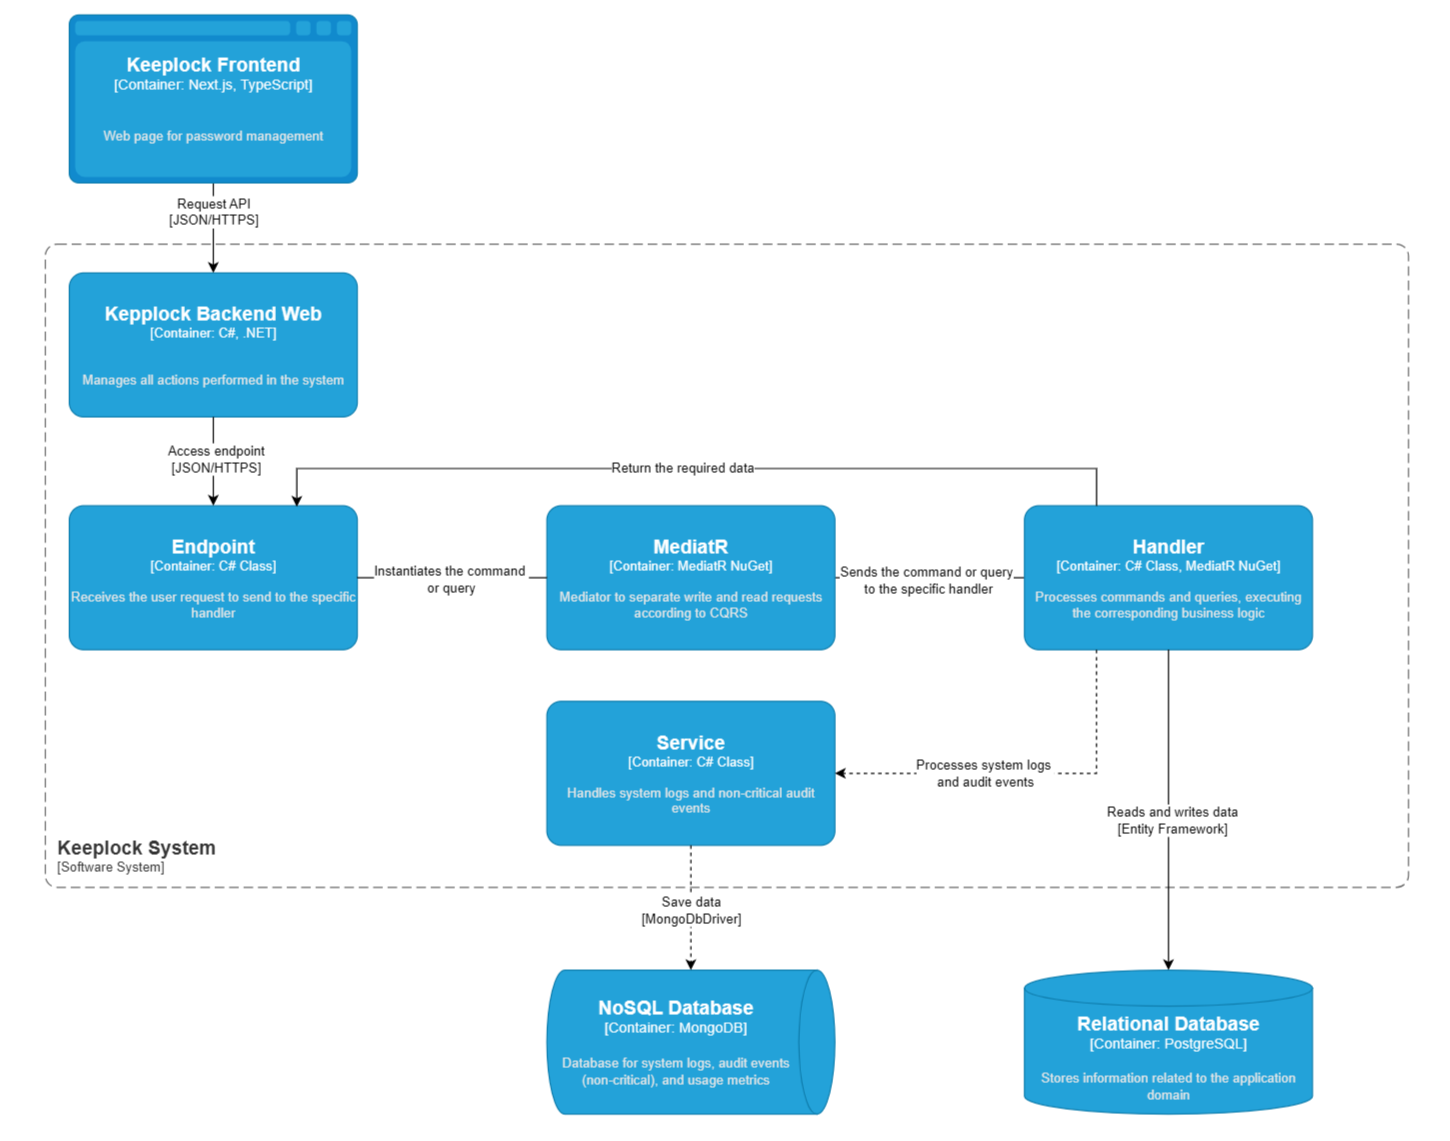 Keeplock Frontend
[Container: Next.js, TypeScript]
Web page for password management
Request API
[JSON/HTTPS]
Kepplock Backend Web
[Container: C#, .NET]
Manages all actions performed in the system
Access endpoint
[JSON/HTTPS]
Return the required data
Endpoint
[Container: C# Class]
Receives the user request to send to the specific
handler
Instantiates the command
or query
MediatR
[Container: MediatR NuGet]
Mediator to separate write and read requests
according to CQRS
Sends the command or query
to the specific handler
Handler
[Container: C# Class, MediatR NuGet]
Processes commands and queries, executing
the corresponding business logic
Service
[Container: C# Class]
Handles system logs and non-critical audit
events
Processes system logs
and audit events
Reads and writes data
[Entity Framework]
Keeplock System
[Software System]
Save data
[MongoDbDriver]
NoSQL Database
[Container: MongoDB]
Database for system logs, audit events
(non-critical), and usage metrics
Relational Database
[Container: PostgreSQL]
Stores information related to the application
domain